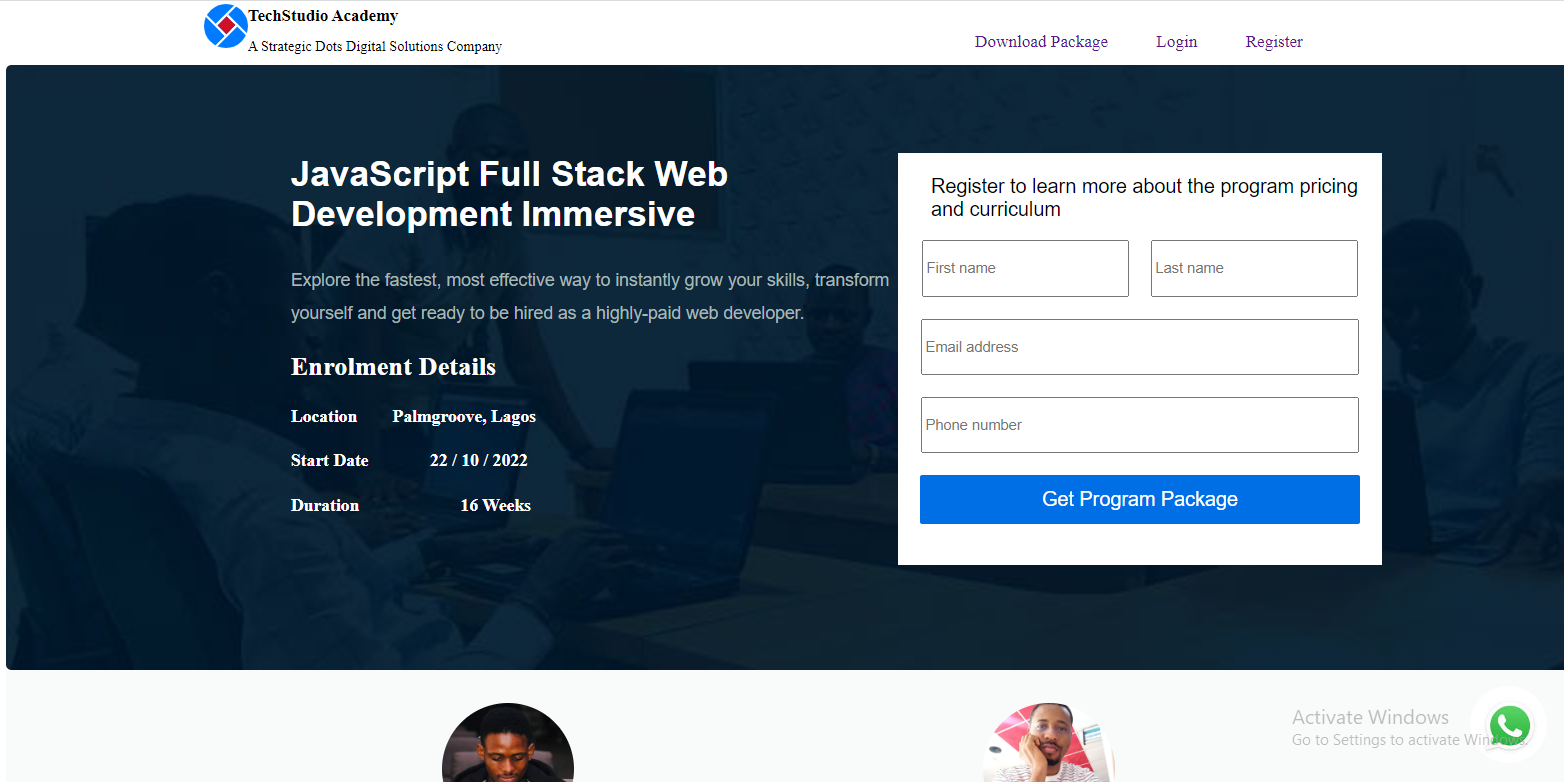 TechStudio Academy
A Strategic Dots Digital Solutions Company
Download Package Login Register
JavaScript Full Stack Web
Development Immersive
Explore the fastest, most effective way to instantly grow your skills, transform
yourself and get ready to be hired as a highly-paid web developer.
Enrolment Details
Location Palmgroove, Lagos
Start Date 22 / 10 / 2022
Duration 16 Weeks
Register to learn more about the program pricing
and curriculum
First name Last name
Email address
Phone number
Get Program Package
Activate Windows
Go to Settings to activate Windows.